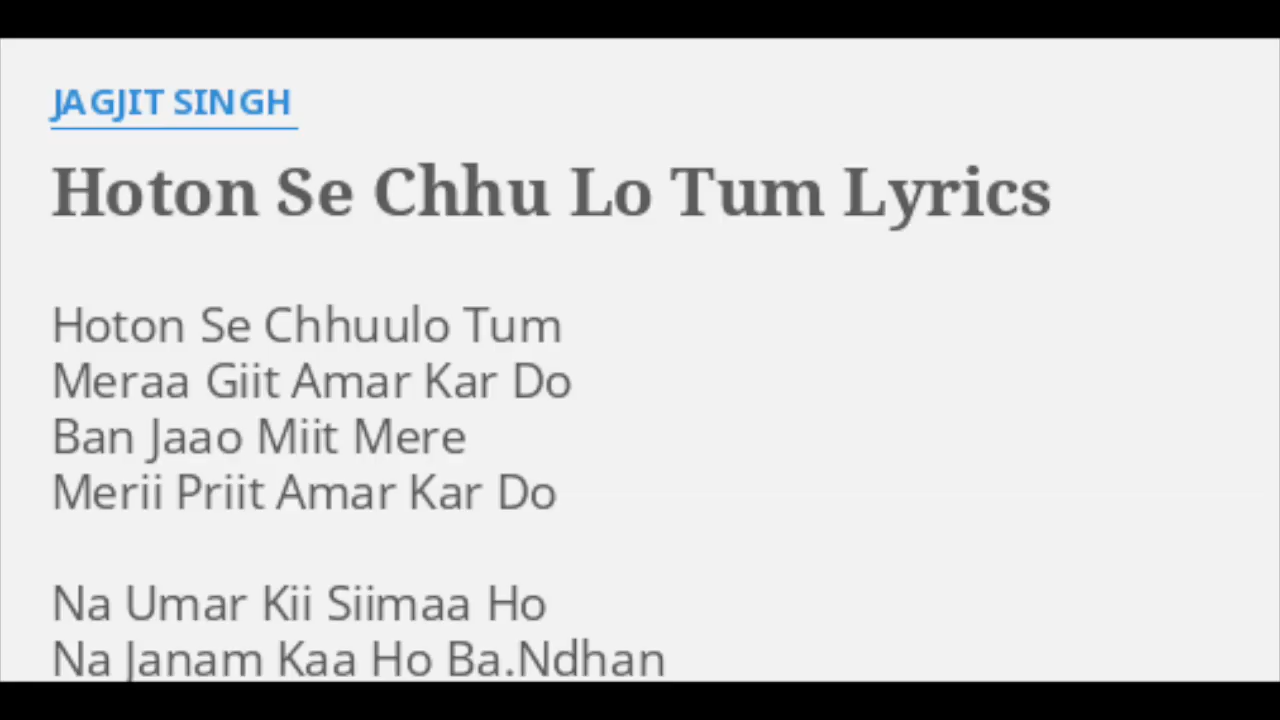 JAGJIT SINGH
Hoton Se Chhu Lo Tum Lyrics
Hoton Se Chhuulo Tum
Meraa Giit Amar Kar Do
Ban Jaao Miit Mere
Merii Priit Amar Kar Do
Na Umar Kii Siimaa Ho
Na Janam Kaa Ho Ba.Ndhan